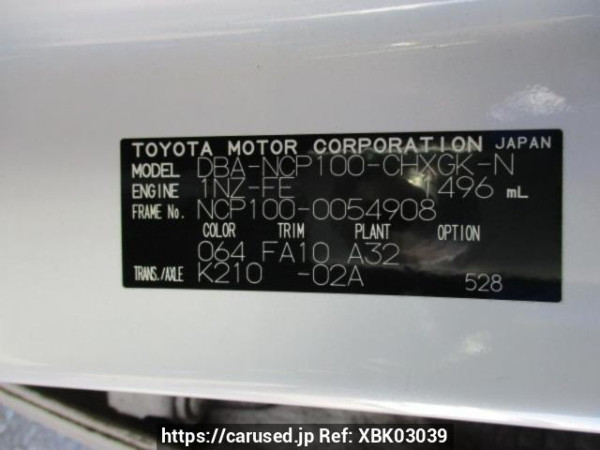 TOYOTA MOTOR CORPORATION JAPAN
MODEL DBA-NCP100-CHXGK-N
ENGINE 1NZ-FE 1496 mL
FRAME No. NCP100-0054908
COLOR TRIM PLANT OPTION
064 FA10 A32
TRANS./AXLE K210 -02A 528
https://carused.jp Ref: XBK03039